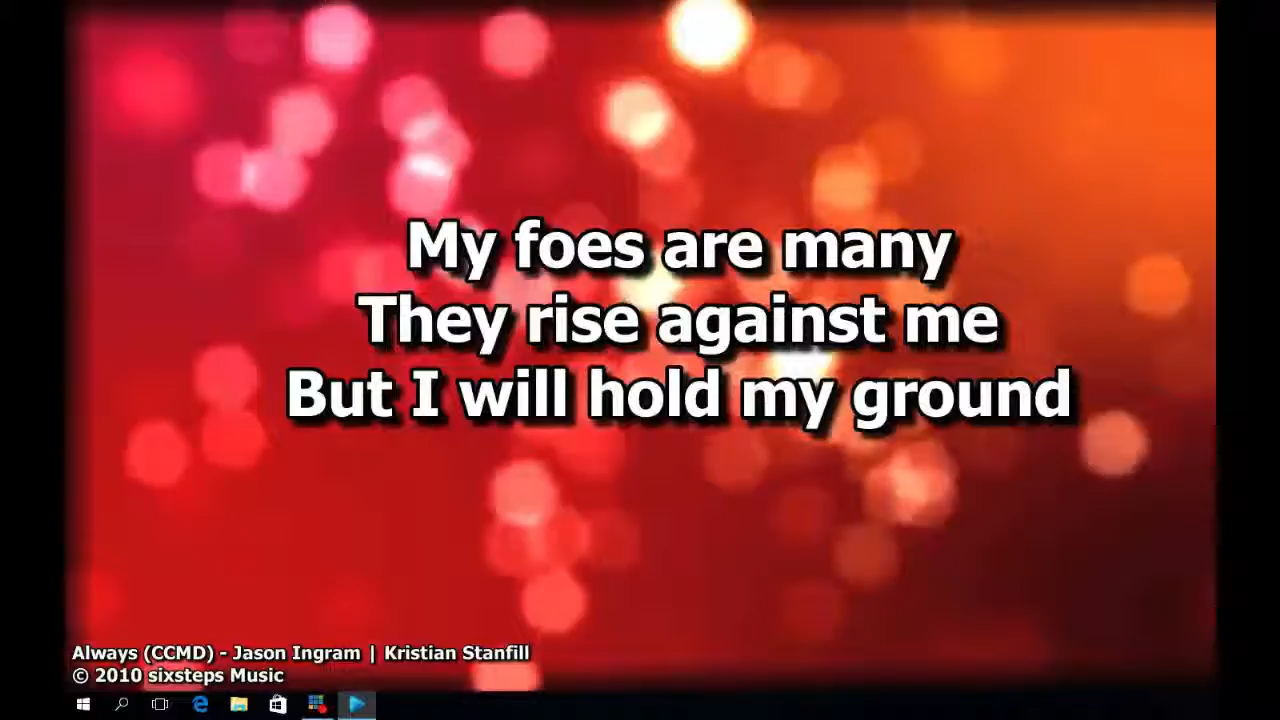 My foes are many
They rise against me
But I will hold my ground
Always (CCMD) - Jason Ingram | Kristian Stanfill
© 2010 sixsteps Music